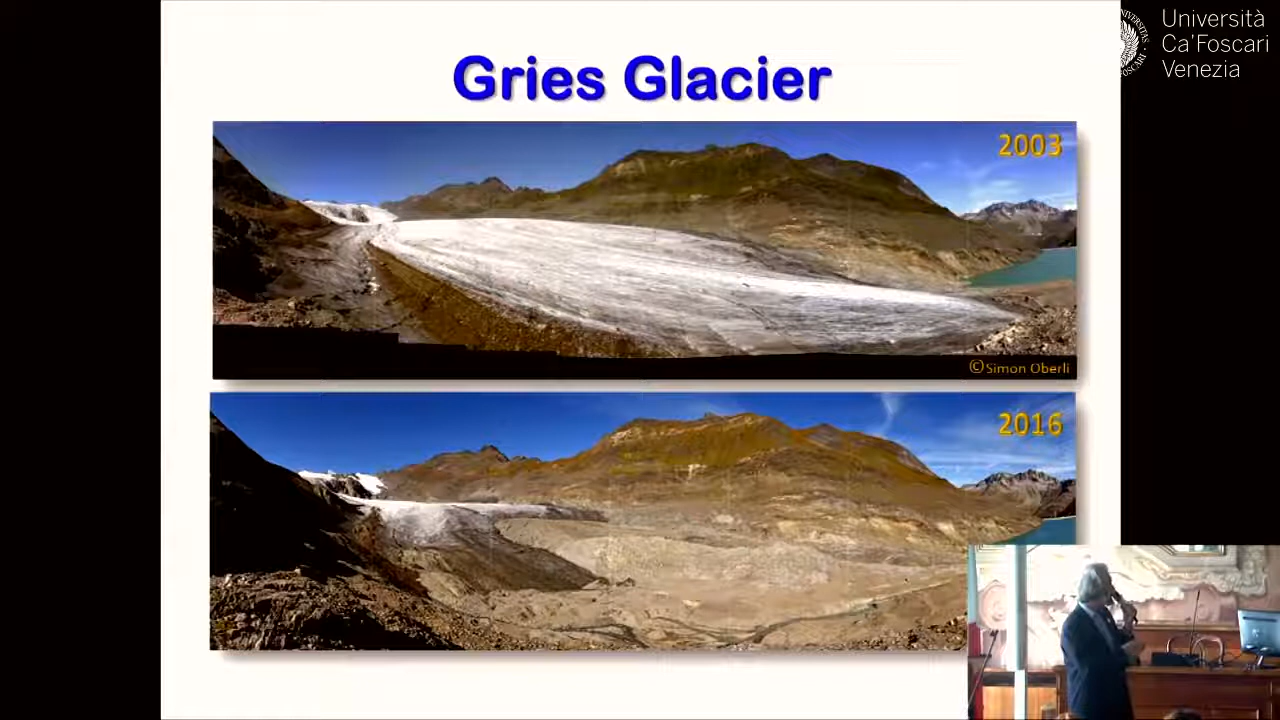 Gries Glacier
2003
©Simon Oberli
2016
Università
Ca'Foscari
Venezia